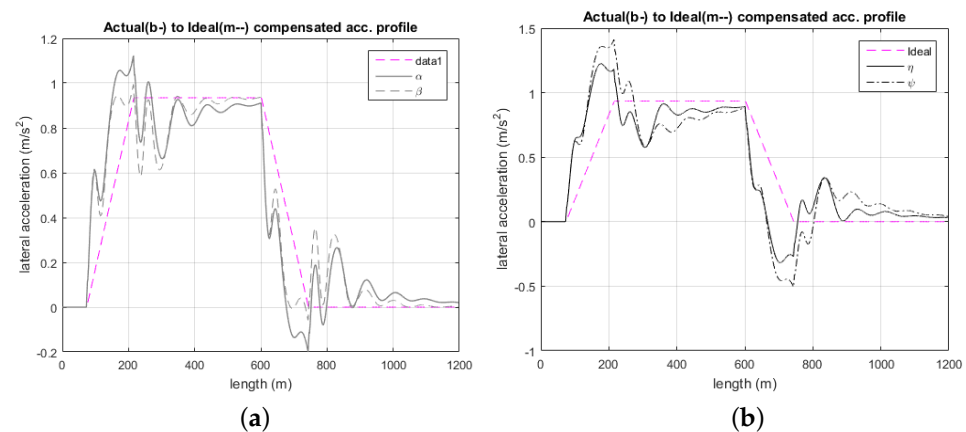 Actual(b-) to Ideal(m--) compensated acc. profile
data1
α
β
1.2
1
0.8
0.6
0.4
0.2
0
-0.2
lateral acceleration (m/s²)
0 200 400 600 800 1000 1200
length (m)
(a)
Actual(b-) to Ideal(m--) compensated acc. profile
Ideal
η
ψ
1.5
1
0.5
0
-0.5
-1
lateral acceleration (m/s²)
0 200 400 600 800 1000 1200
length (m)
(b)